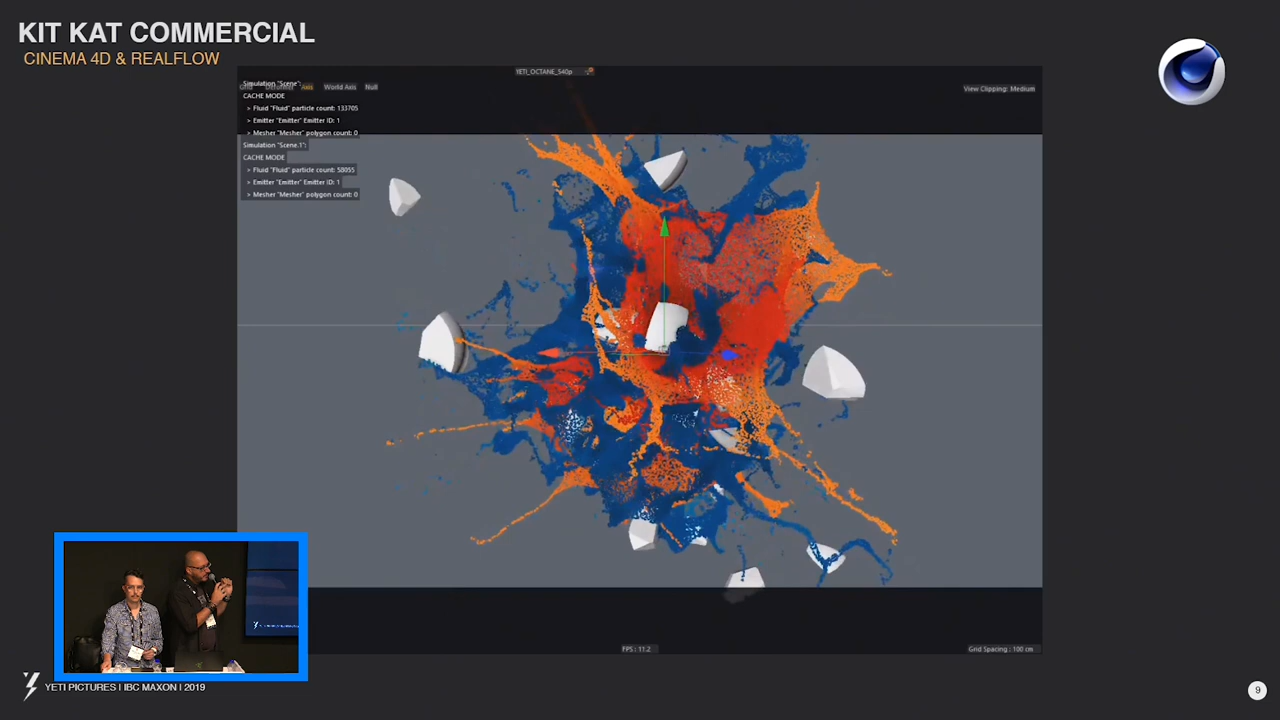 KIT KAT COMMERCIAL
CINEMA 4D & REALFLOW
YETI_OCTANE_540p
Simulation "Scene":
Axis World Axis Null
View Clipping: Medium
CACHE MODE
> Fluid "Fluid" particle count: 133705
> Emitter "Emitter" Emitter ID: 1
> Mesher "Mesher" polygon count: 0
Simulation "Scene.1":
CACHE MODE
> Fluid "Fluid" particle count: 58055
> Emitter "Emitter" Emitter ID: 1
> Mesher "Mesher" polygon count: 0
FPS : 11.2
Grid Spacing : 100 cm
YETI PICTURES | IBC MAXON | 2019
9